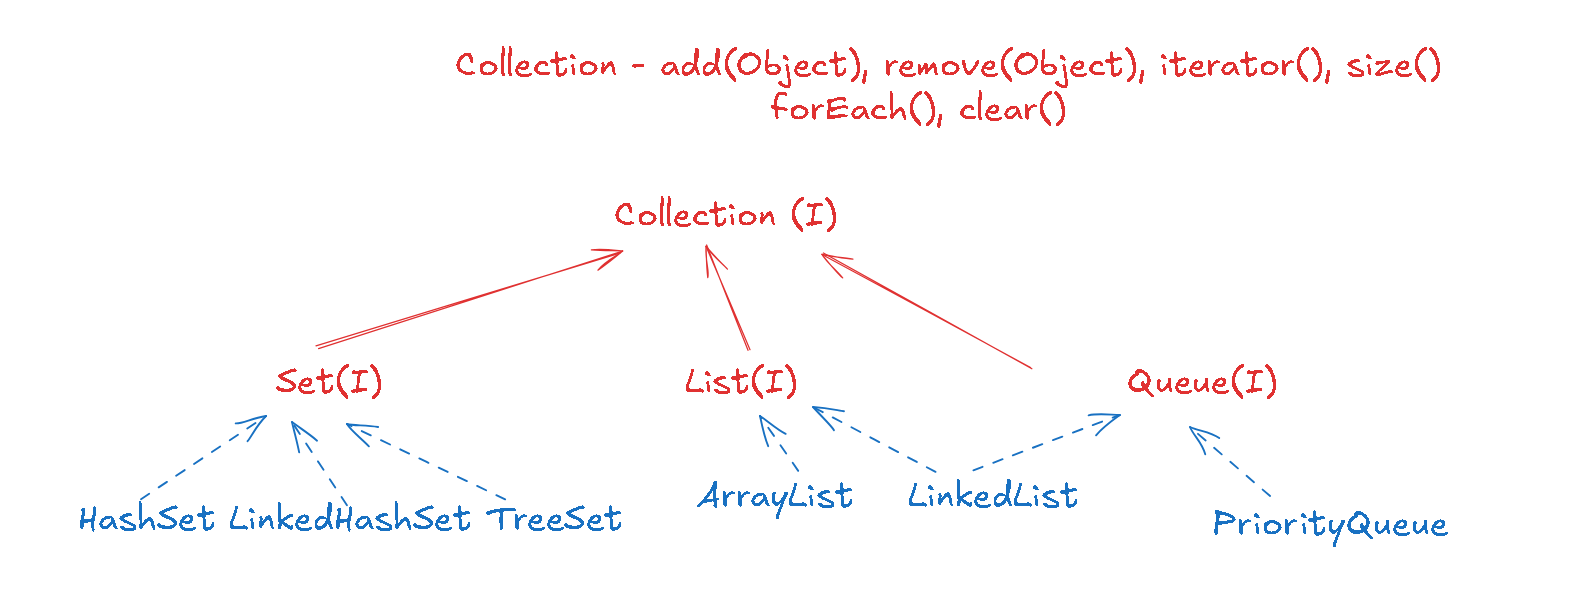 Collection - add(Object), remove(Object), iterator(), size()
forEach(), clear()
Collection (I)
Set(I) List(I) Queue(I)
HashSet LinkedHashSet TreeSet ArrayList LinkedList PriorityQueue